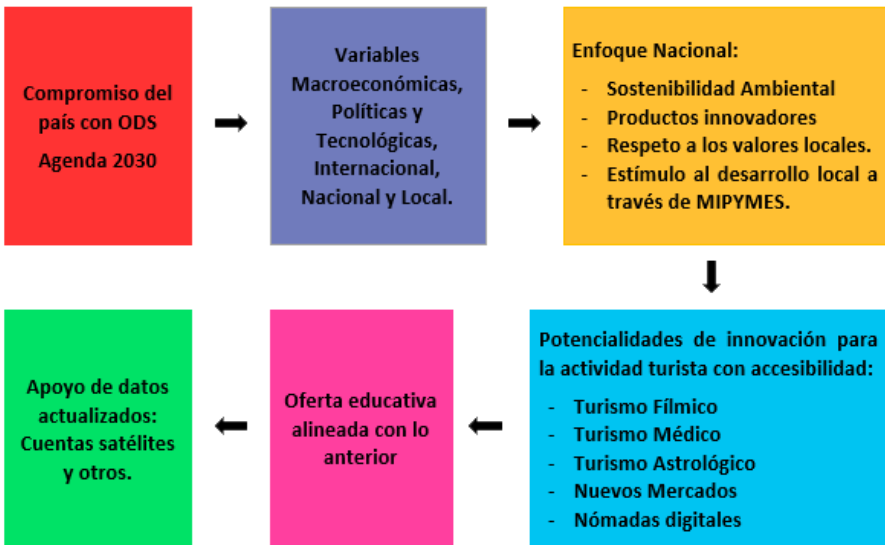 Compromiso del
país con ODS
Agenda 2030
Variables
Macroeconómicas,
Políticas y
Tecnológicas,
Internacional,
Nacional y Local.
Enfoque Nacional:
- Sostenibilidad Ambiental
- Productos innovadores
- Respeto a los valores locales.
- Estímulo al desarrollo local a
través de MIPYMES.
Potencialidades de innovación para
la actividad turista con accesibilidad:
- Turismo Fílmico
- Turismo Médico
- Turismo Astrológico
- Nuevos Mercados
- Nómadas digitales
Oferta educativa
alineada con lo
anterior
Apoyo de datos
actualizados:
Cuentas satélites
y otros.